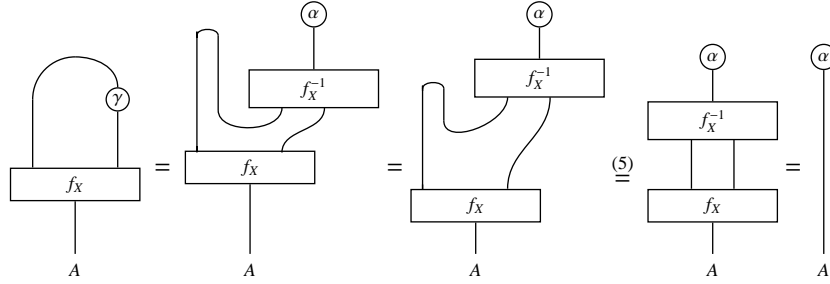 α α
α α
f_X^{-1} f_X^{-1}
γ f_X^{-1}
= = (5) = =
f_X f_X f_X f_X
A A A A A